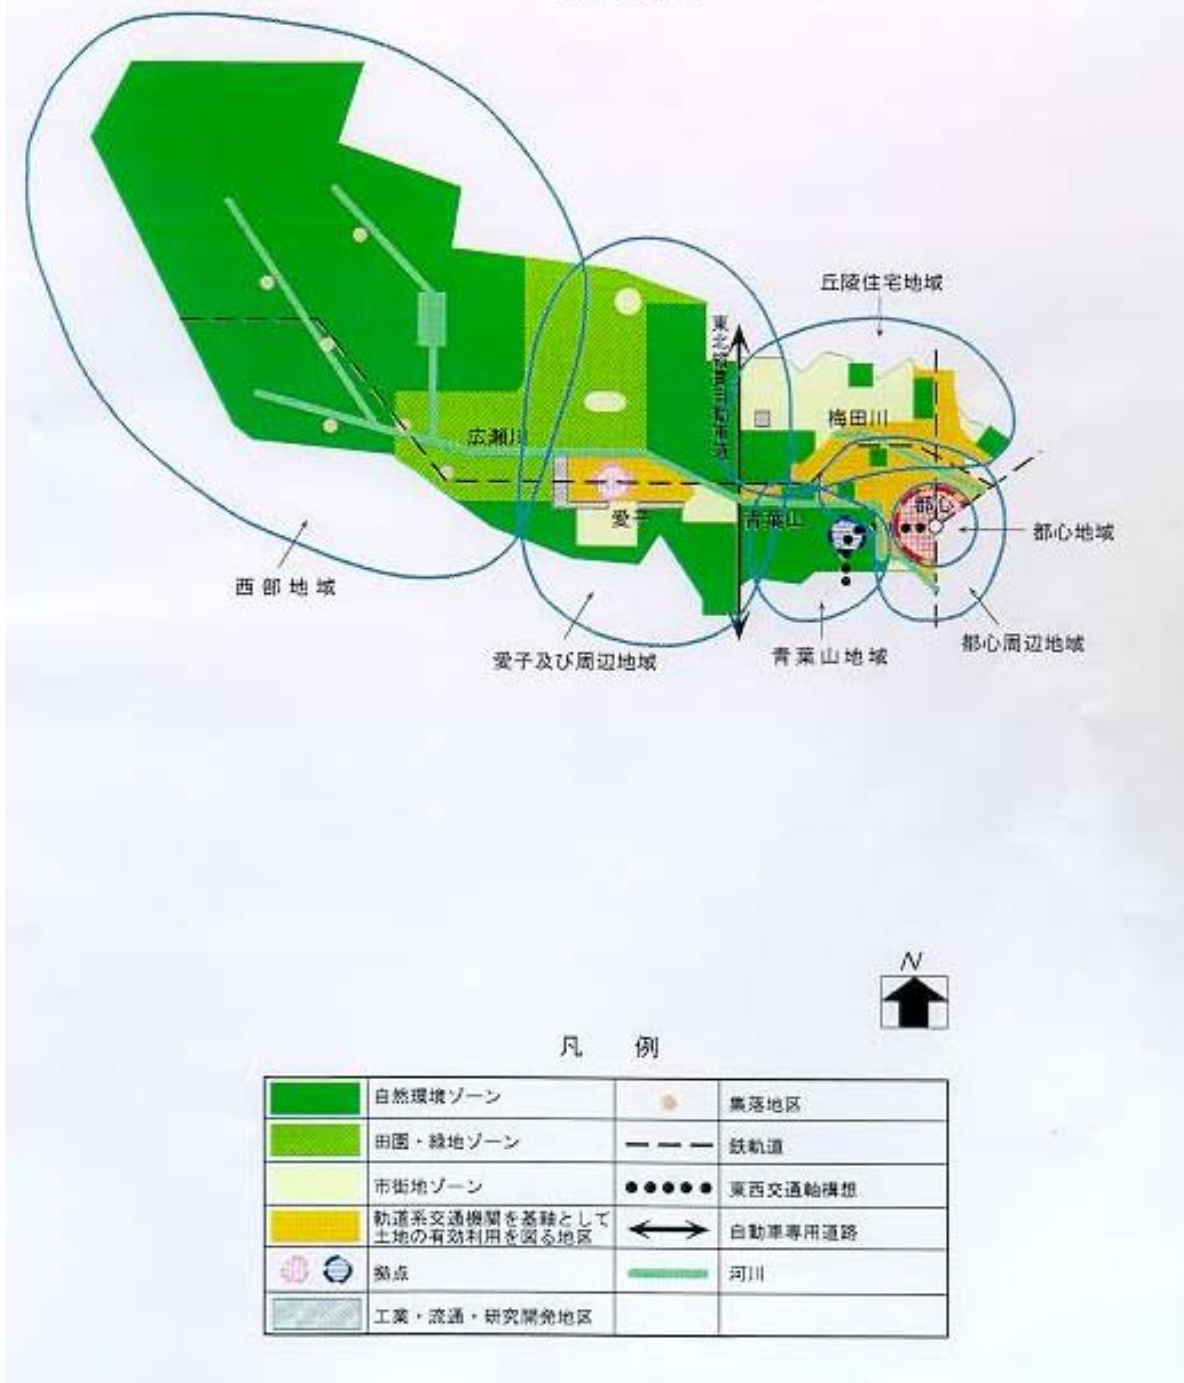 丘陵住宅地域
東北縦貫自動車道
梅田川
広瀬川
都心
愛子
青葉山
都心地域
西部地域
愛子及び周辺地域
青葉山地域
都心周辺地域
N
凡 例
自然環境ゾーン
集落地区
田園・緑地ゾーン
鉄軌道
市街地ゾーン
東西交通軸構想
軌道系交通機関を基軸として
土地の有効利用を図る地区
自動車専用道路
拠点
河川
工業・流通・研究開発地区